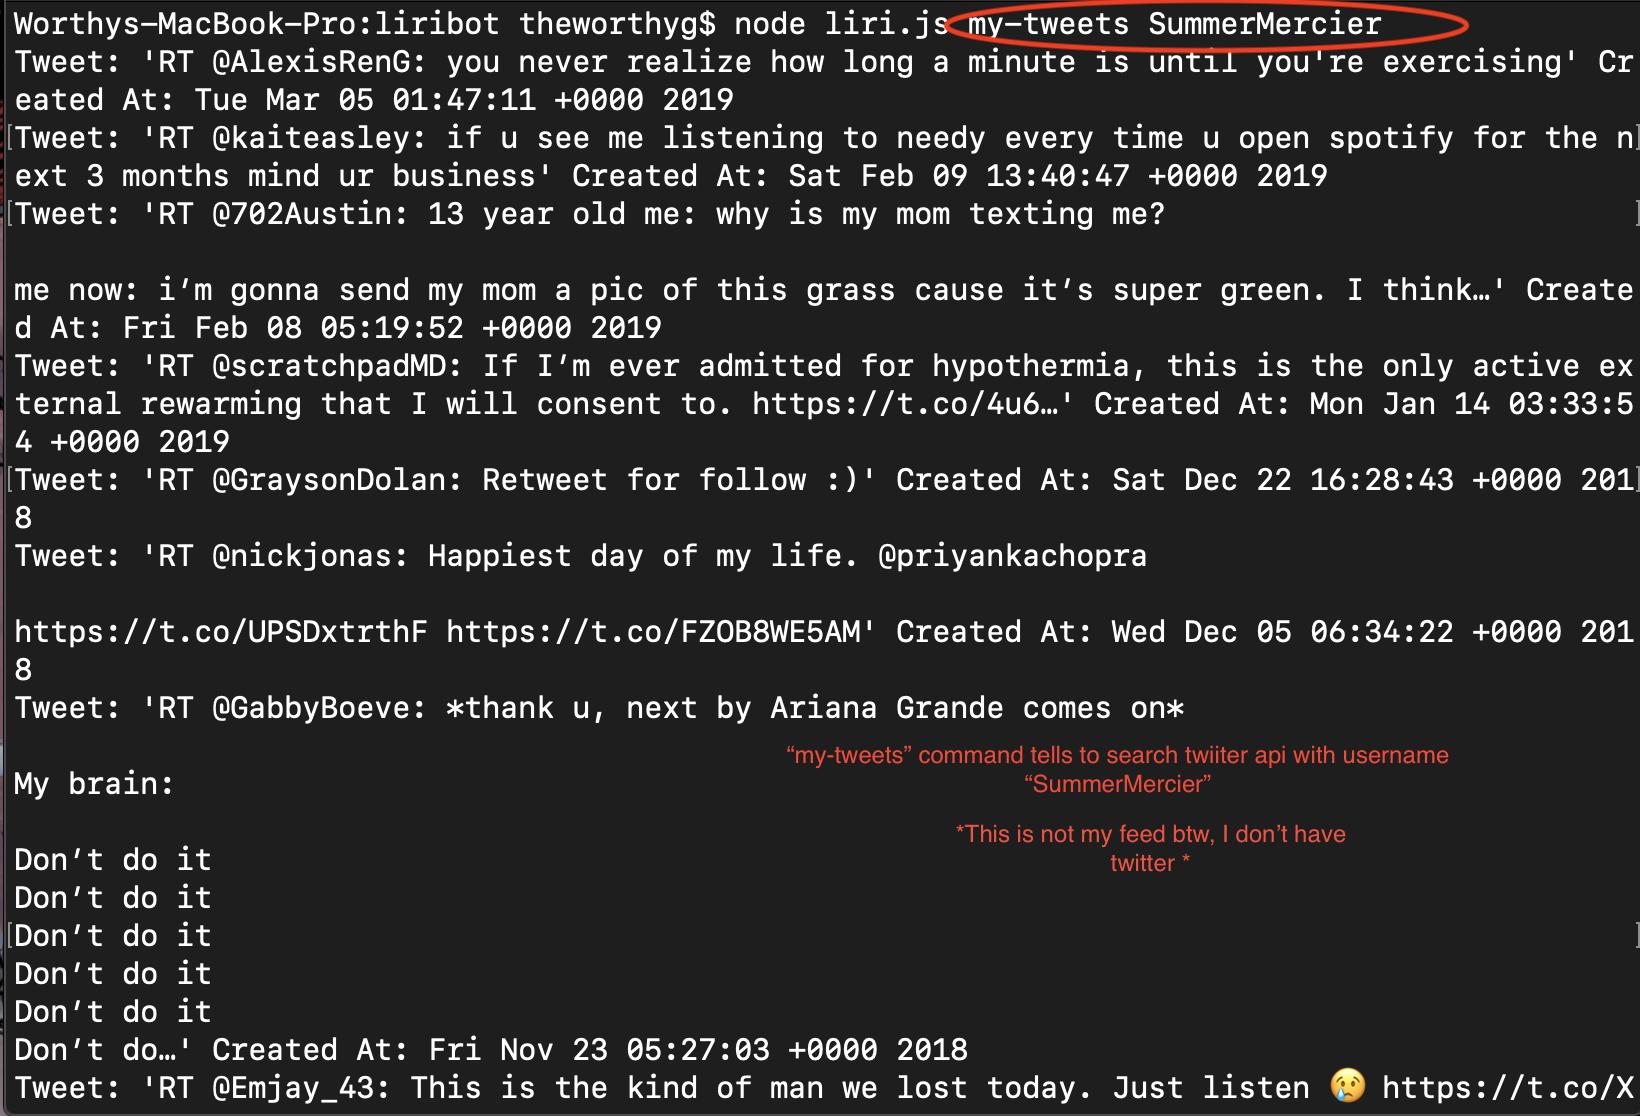 Worthys-MacBook-Pro:liribot theworthyg$ node liri.js my-tweets SummerMercier
Tweet: 'RT @AlexisRenG: you never realize how long a minute is until you're exercising' Cr
eated At: Tue Mar 05 01:47:11 +0000 2019
[Tweet: 'RT @kaiteasley: if u see me listening to needy every time u open spotify for the n]
ext 3 months mind ur business' Created At: Sat Feb 09 13:40:47 +0000 2019
[Tweet: 'RT @702Austin: 13 year old me: why is my mom texting me? ]
me now: i’m gonna send my mom a pic of this grass cause it’s super green. I think…' Create
d At: Fri Feb 08 05:19:52 +0000 2019
Tweet: 'RT @scratchpadMD: If I’m ever admitted for hypothermia, this is the only active ex
ternal rewarming that I will consent to. https://t.co/4u6…' Created At: Mon Jan 14 03:33:5
4 +0000 2019
[Tweet: 'RT @GraysonDolan: Retweet for follow :)' Created At: Sat Dec 22 16:28:43 +0000 201]
8
Tweet: 'RT @nickjonas: Happiest day of my life. @priyankachopra
https://t.co/UPSDxtrthF https://t.co/FZOB8WE5AM' Created At: Wed Dec 05 06:34:22 +0000 201
8
Tweet: 'RT @GabbyBoeve: *thank u, next by Ariana Grande comes on*
“my-tweets” command tells to search twiiter api with username
“SummerMercier”
My brain:
*This is not my feed btw, I don’t have
twitter *
Don’t do it
Don’t do it
[Don’t do it ]
Don’t do it
Don’t do it
Don’t do…' Created At: Fri Nov 23 05:27:03 +0000 2018
Tweet: 'RT @Emjay_43: This is the kind of man we lost today. Just listen 😢 https://t.co/X